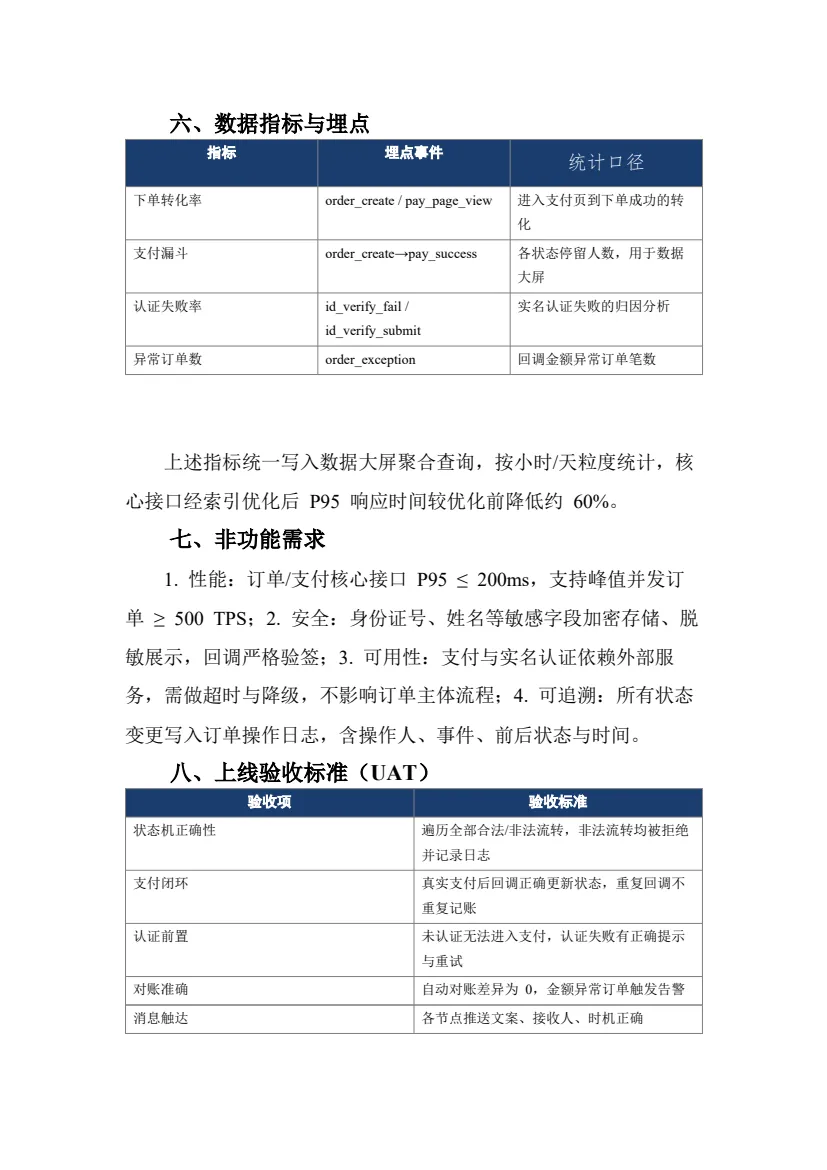 六、数据指标与埋点
指标 埋点事件 统计口径
下单转化率 order_create / pay_page_view 进入支付页到下单成功的转
化
支付漏斗 order_create→pay_success 各状态停留人数，用于数据
大屏
认证失败率 id_verify_fail / 实名认证失败的归因分析
id_verify_submit
异常订单数 order_exception 回调金额异常订单笔数
上述指标统一写入数据大屏聚合查询，按小时/天粒度统计，核
心接口经索引优化后 P95 响应时间较优化前降低约 60%。
七、非功能需求
1. 性能：订单/支付核心接口 P95 ≤ 200ms，支持峰值并发订
单 ≥ 500 TPS；2. 安全：身份证号、姓名等敏感字段加密存储、脱
敏展示，回调严格验签；3. 可用性：支付与实名认证依赖外部服
务，需做超时与降级，不影响订单主体流程；4. 可追溯：所有状态
变更写入订单操作日志，含操作人、事件、前后状态与时间。
八、上线验收标准（UAT）
验收项 验收标准
状态机正确性 遍历全部合法/非法流转，非法流转均被拒绝
并记录日志
支付闭环 真实支付后回调正确更新状态，重复回调不
重复记账
认证前置 未认证无法进入支付，认证失败有正确提示
与重试
对账准确 自动对账差异为 0，金额异常订单触发告警
消息触达 各节点推送文案、接收人、时机正确